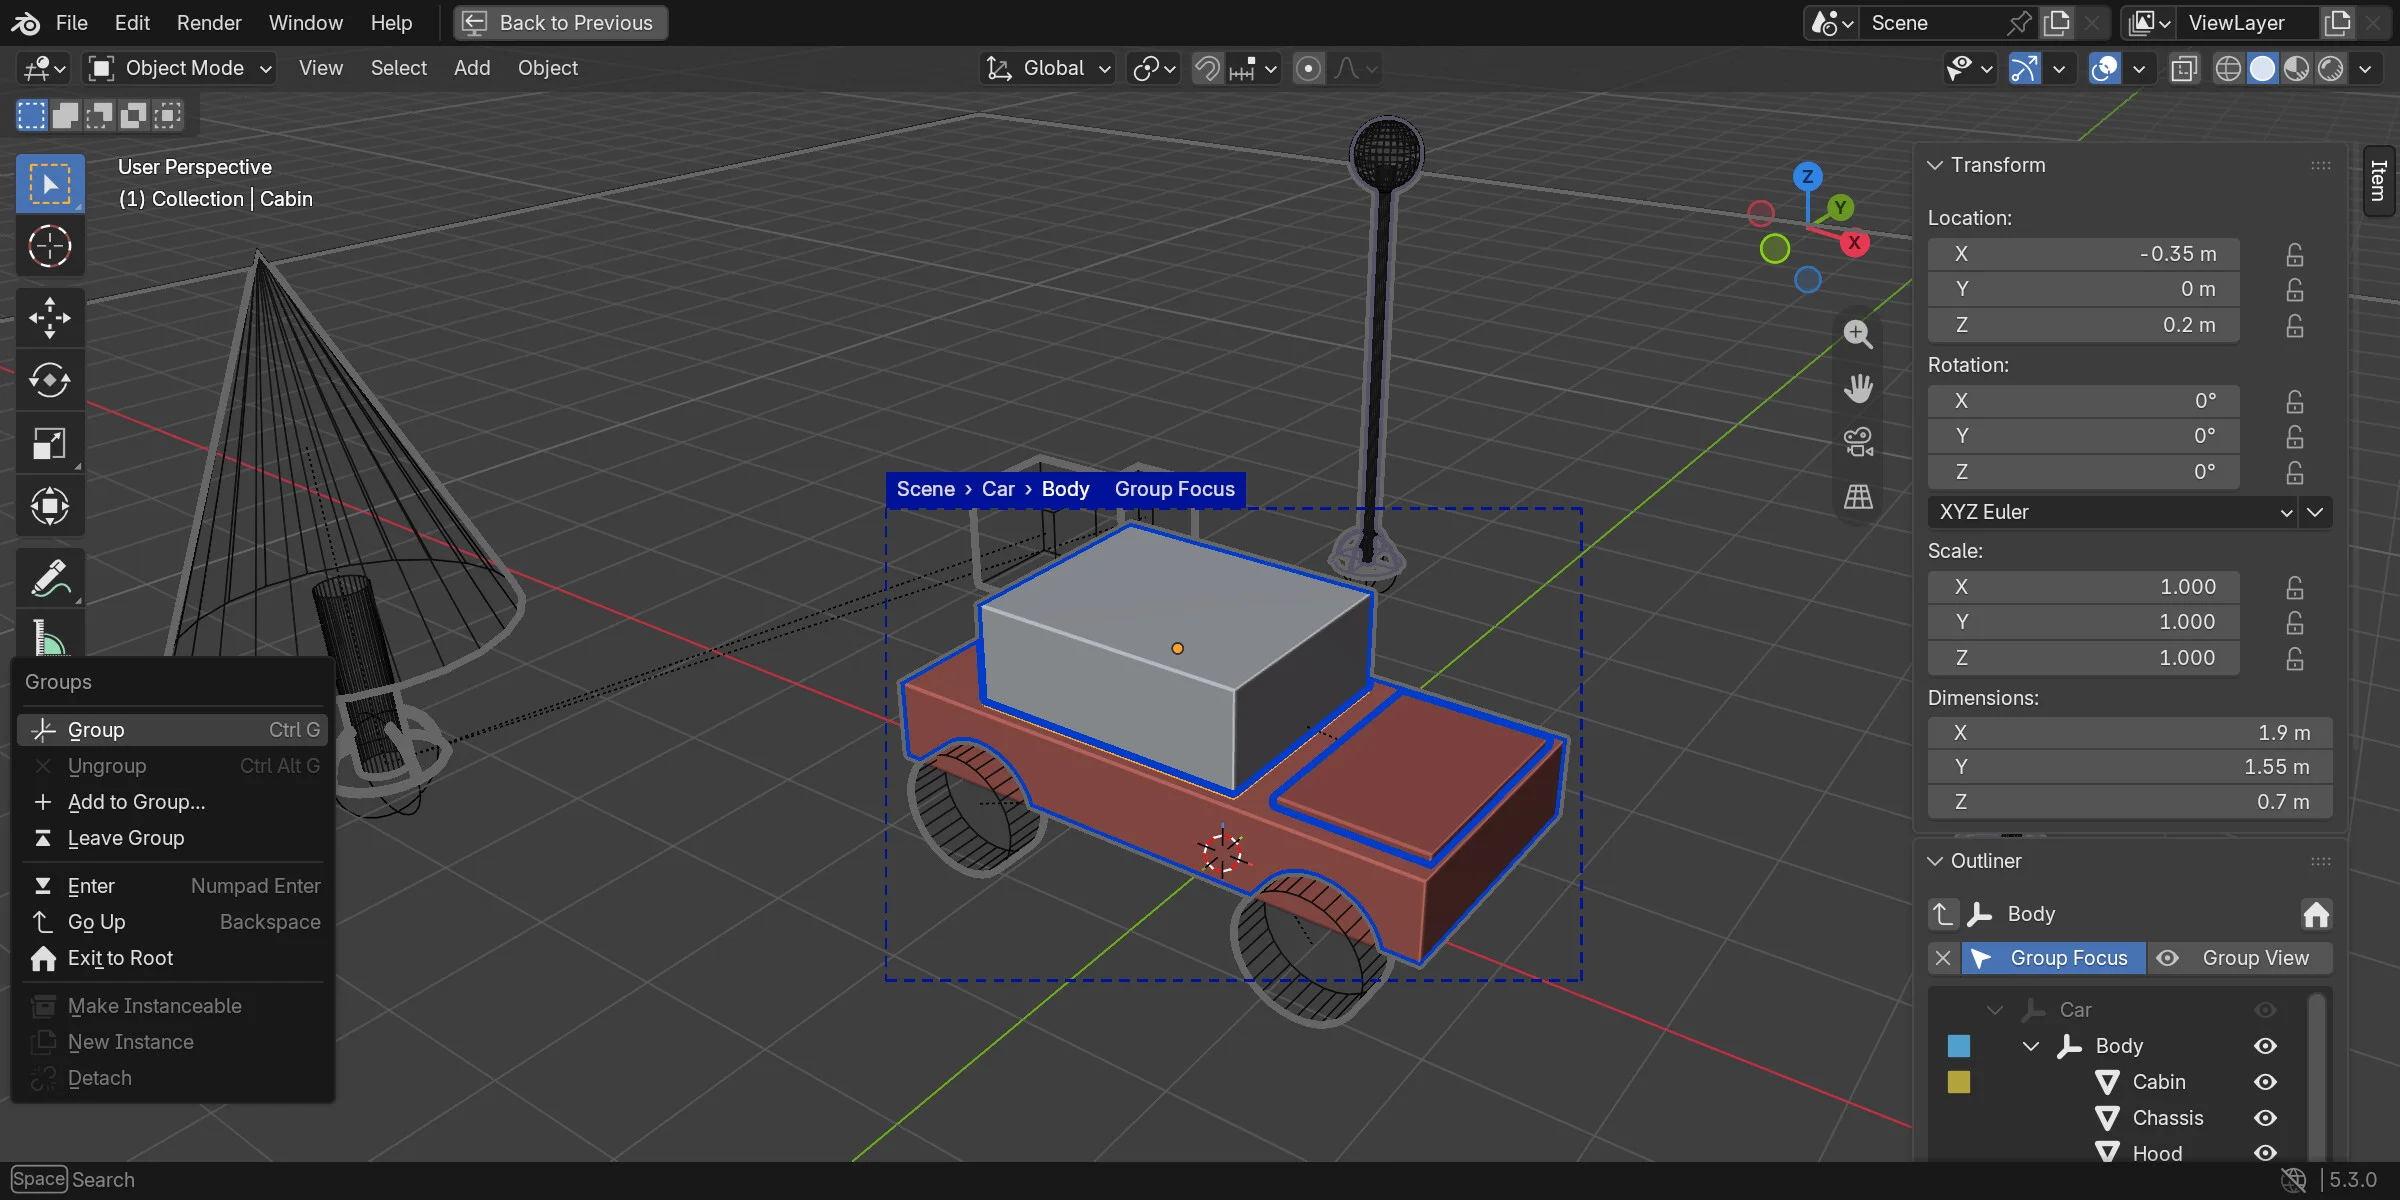 File Edit Render Window Help Back to Previous Scene ViewLayer
Object Mode View Select Add Object Global
User Perspective
(1) Collection | Cabin
Z
Y
X
Scene › Car › Body Group Focus
Groups
Group Ctrl G
Ungroup Ctrl Alt G
Add to Group...
Leave Group
Enter Numpad Enter
Go Up Backspace
Exit to Root
Make Instanceable
New Instance
Detach
Item
Transform
Location:
X -0.35 m
Y 0 m
Z 0.2 m
Rotation:
X 0°
Y 0°
Z 0°
XYZ Euler
Scale:
X 1.000
Y 1.000
Z 1.000
Dimensions:
X 1.9 m
Y 1.55 m
Z 0.7 m
Outliner
Body
Group Focus Group View
Car
Body
Cabin
Chassis
Hood
Space Search
5.3.0